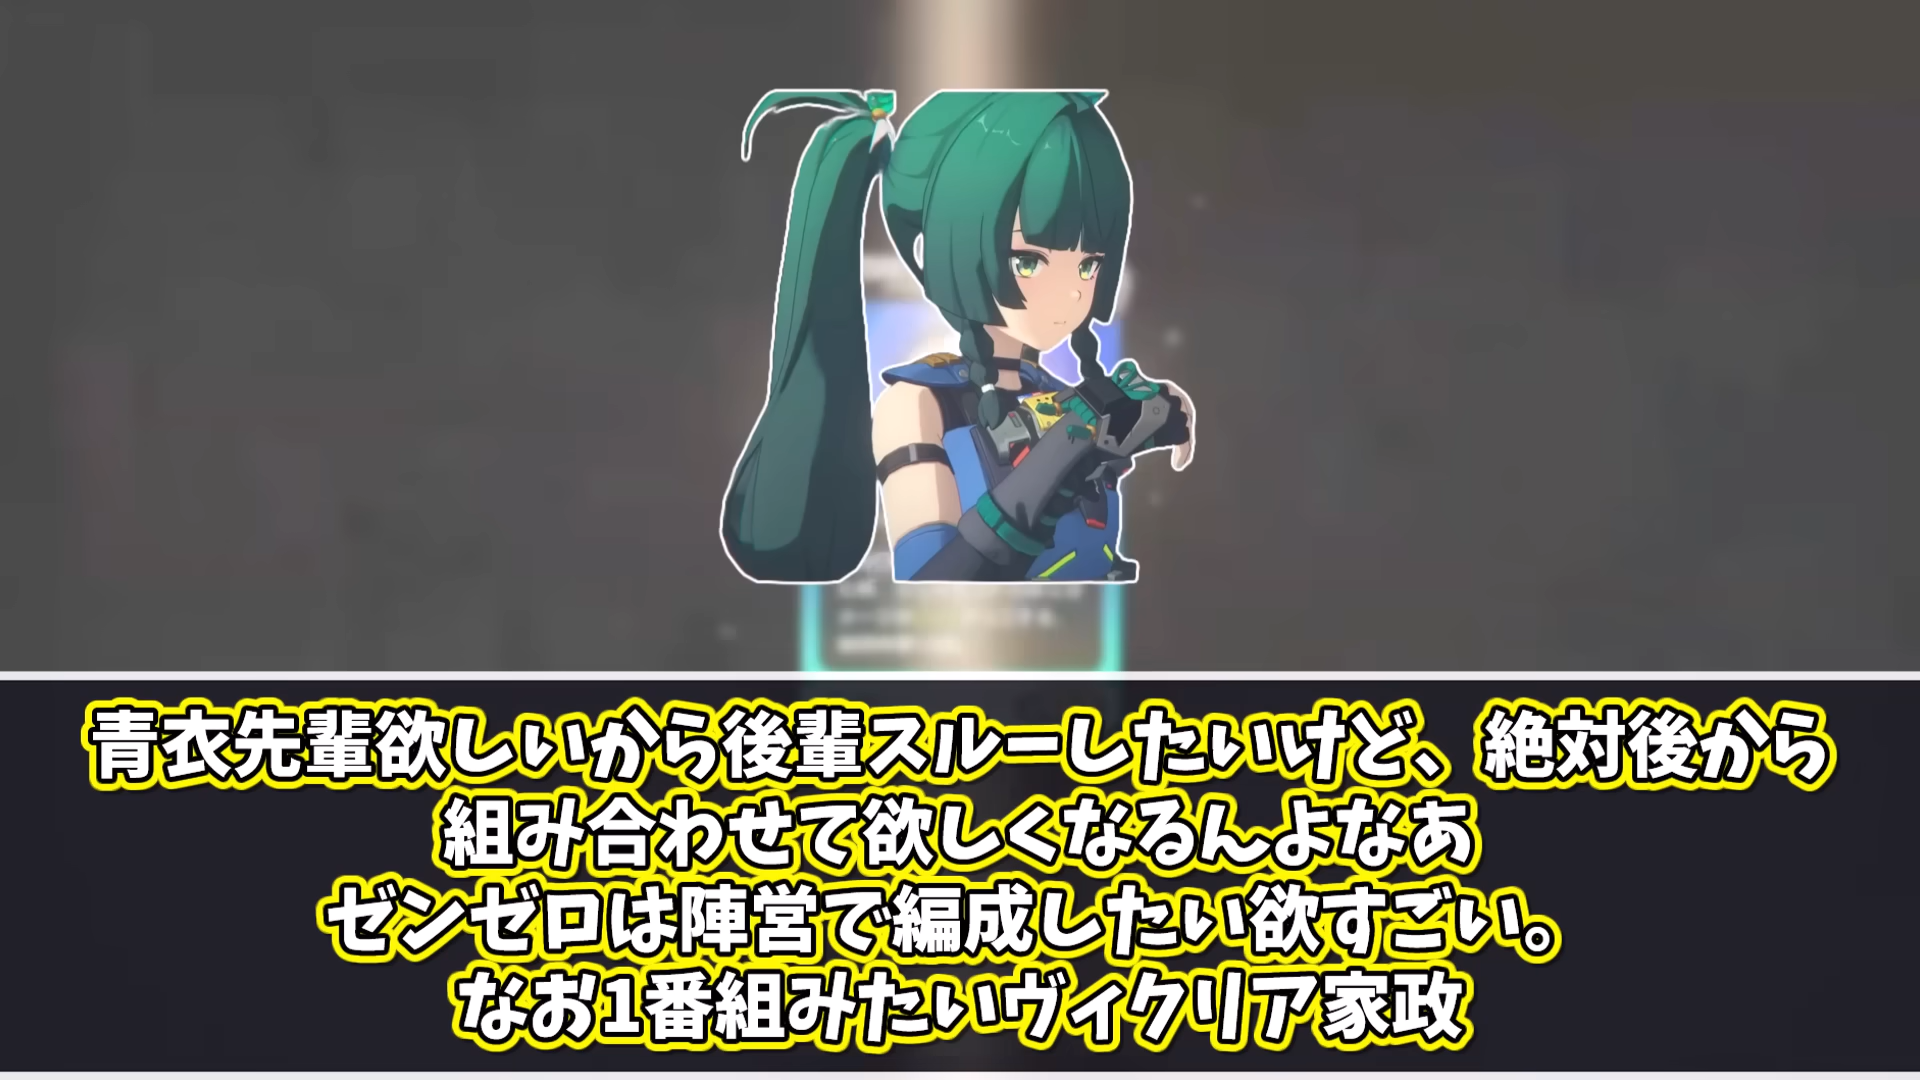 青衣先輩欲しいから後輩スルーしたいけど、絶対後から
組み合わせて欲しくなるんよなあ
ゼンゼロは陣営で編成したい欲すごい。
なお1番組みたいヴィクリア家政